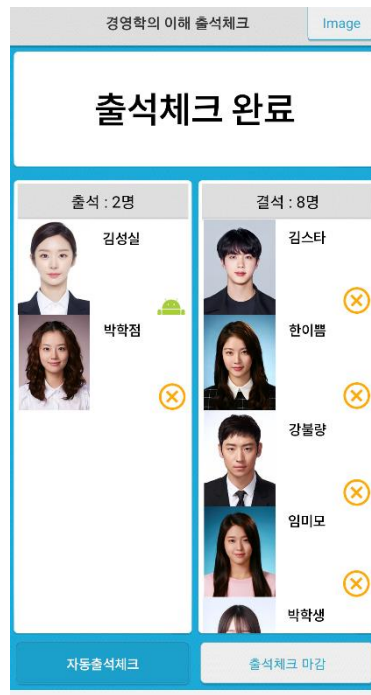 경영학의 이해 출석체크
Image
출석체크 완료
출석 : 2명
결석 : 8명
김성실
박학점
김스타
한이쁨
강불량
임미모
박학생
자동출석체크
출석체크 마감